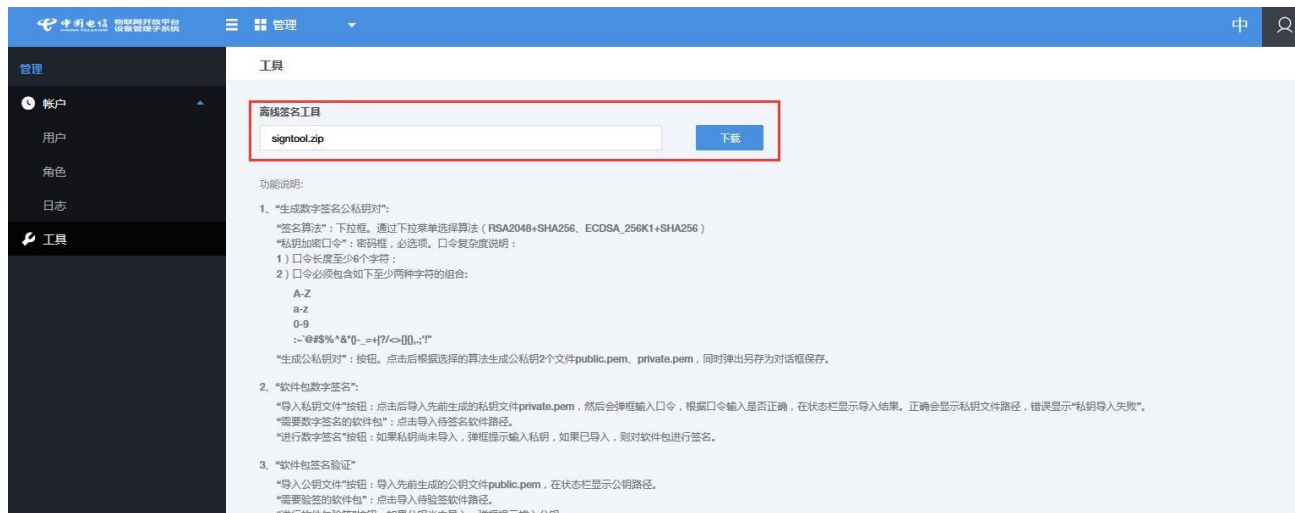 中国电信 物联网开放平台
CHINA TELECOM 设备管理子系统
管理
中
管理
工具
帐户
用户
角色
日志
工具
离线签名工具
signtool.zip
下载
功能说明:
1、“生成数字签名公私钥对”:
“签名算法”：下拉框。通过下拉菜单选择算法（RSA2048+SHA256、ECDSA_256K1+SHA256）
“私钥加密口令”：密码框，必选项。口令复杂度说明：
1）口令长度至少6个字符；
2）口令必须包含如下至少两种字符的组合:
A-Z
a-z
0-9
:~`@#$%^&*()-_=+|?/<>[]{},.;'!"
“生成公私钥对”：按钮。点击后根据选择的算法生成公私钥2个文件public.pem、private.pem，同时弹出另存为对话框保存。
2、“软件包数字签名”:
“导入私钥文件”按钮：点击后导入先前生成的私钥文件private.pem，然后会弹框输入口令，根据口令输入是否正确，在状态栏显示导入结果。正确会显示私钥文件路径，错误显示“私钥导入失败”。
“需要数字签名的软件包”：点击导入待签名软件路径。
“进行数字签名”按钮：如果私钥尚未导入，弹框提示输入私钥，如果已导入，则对软件包进行签名。
3、“软件包签名验证”
“导入公钥文件”按钮：导入先前生成的公钥文件public.pem，在状态栏显示公钥路径。
“需要验签的软件包”：点击导入待验签软件路径。